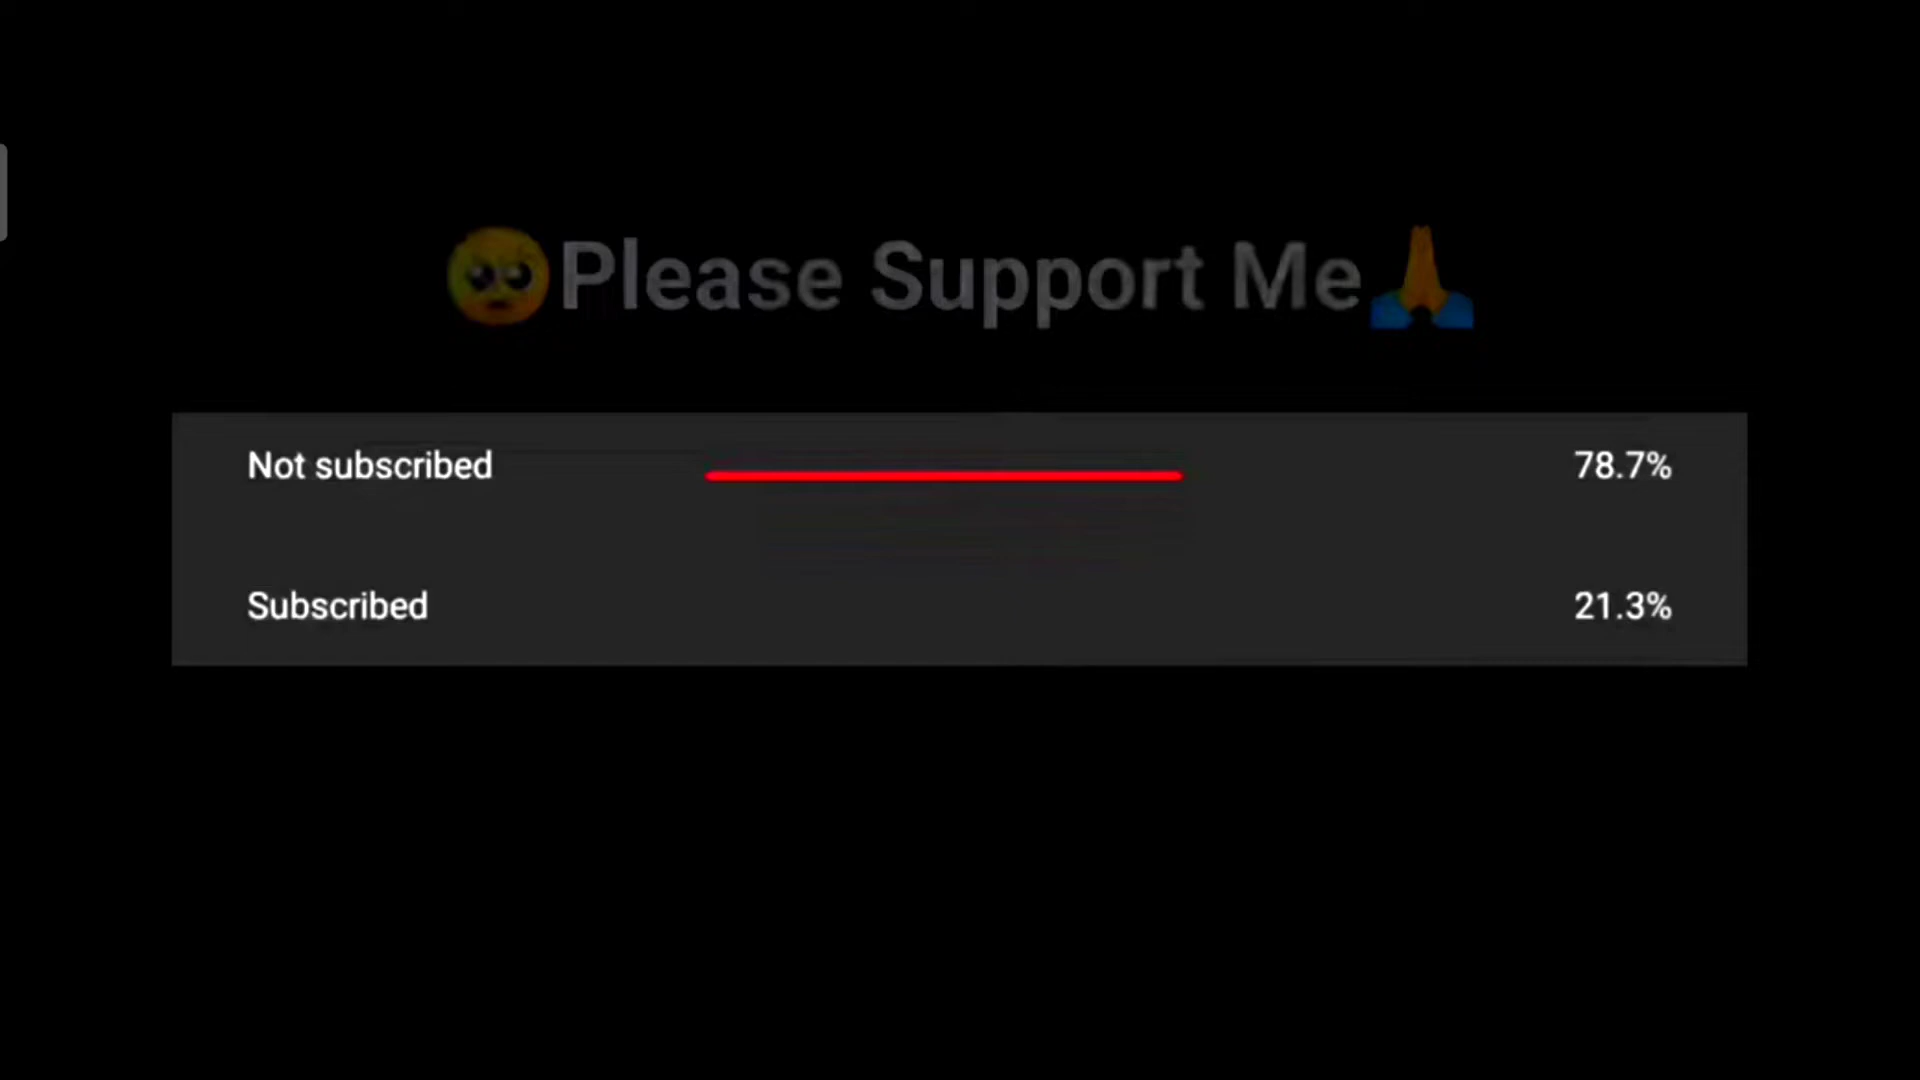 🥺Please Support Me🙏
Not subscribed 78.7%
Subscribed 21.3%